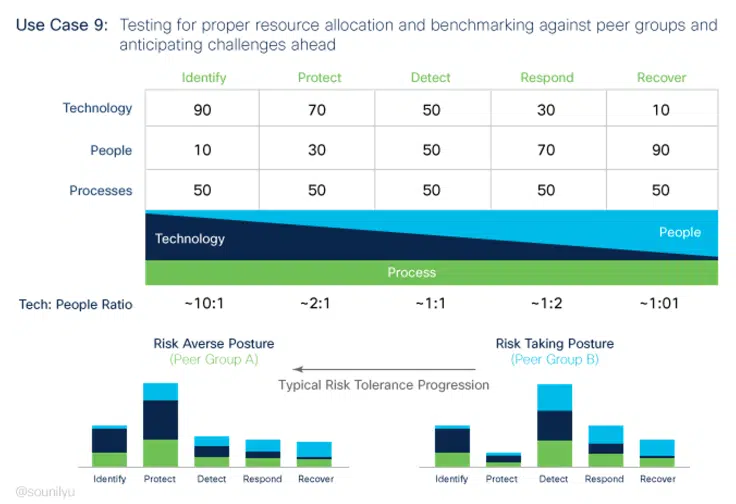 Use Case 9: Testing for proper resource allocation and benchmarking against peer groups and
anticipating challenges ahead
Identify Protect Detect Respond Recover
Technology 90 70 50 30 10
People 10 30 50 70 90
Processes 50 50 50 50 50
Technology People
Process
Tech: People Ratio ~10:1 ~2:1 ~1:1 ~1:2 ~1:01
Risk Averse Posture
(Peer Group A)
Risk Taking Posture
(Peer Group B)
Typical Risk Tolerance Progression
Identify Protect Detect Respond Recover
Identify Protect Detect Respond Recover
@sounilyu